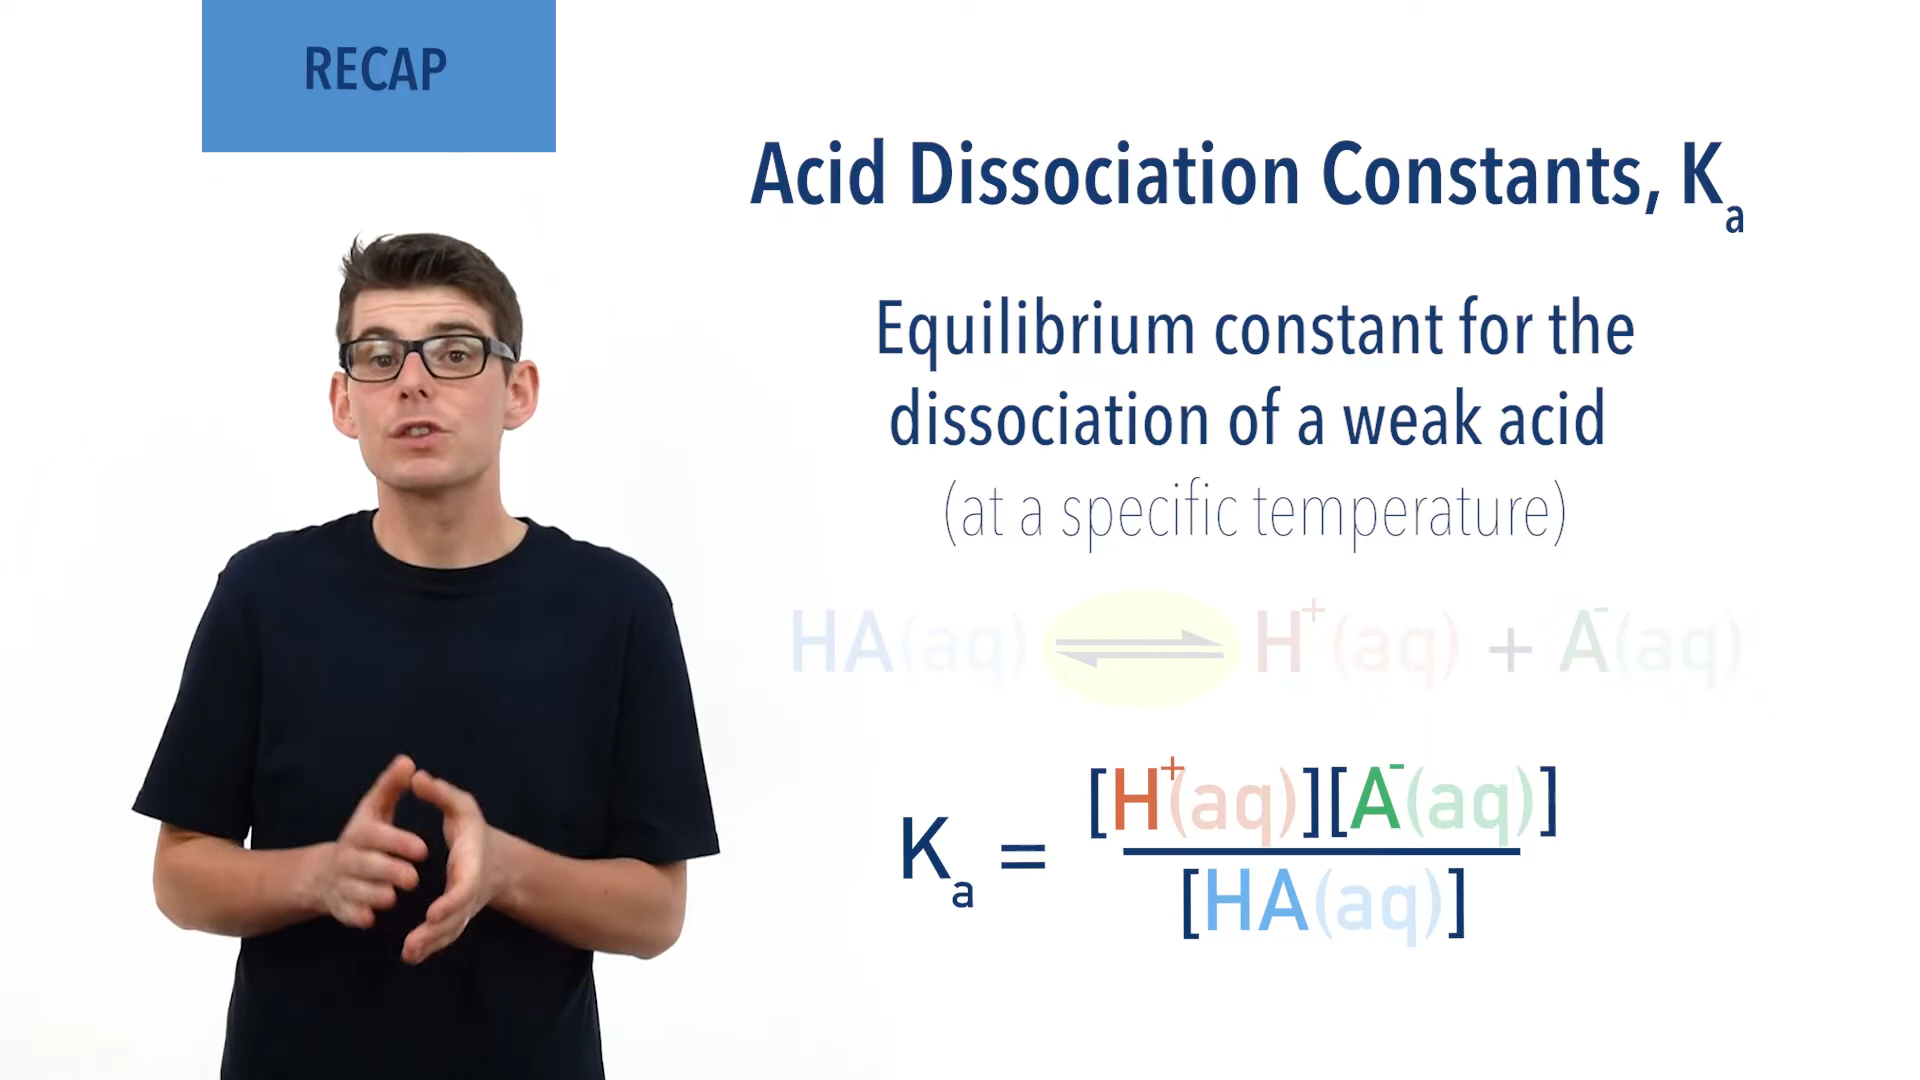 RECAP
Acid Dissociation Constants, Kₐ
Equilibrium constant for the
dissociation of a weak acid
(at a specific temperature)
HA(aq) ⇌ H⁺(aq) + A⁻(aq)
Kₐ = [H⁺(aq)][A⁻(aq)]
[HA(aq)]